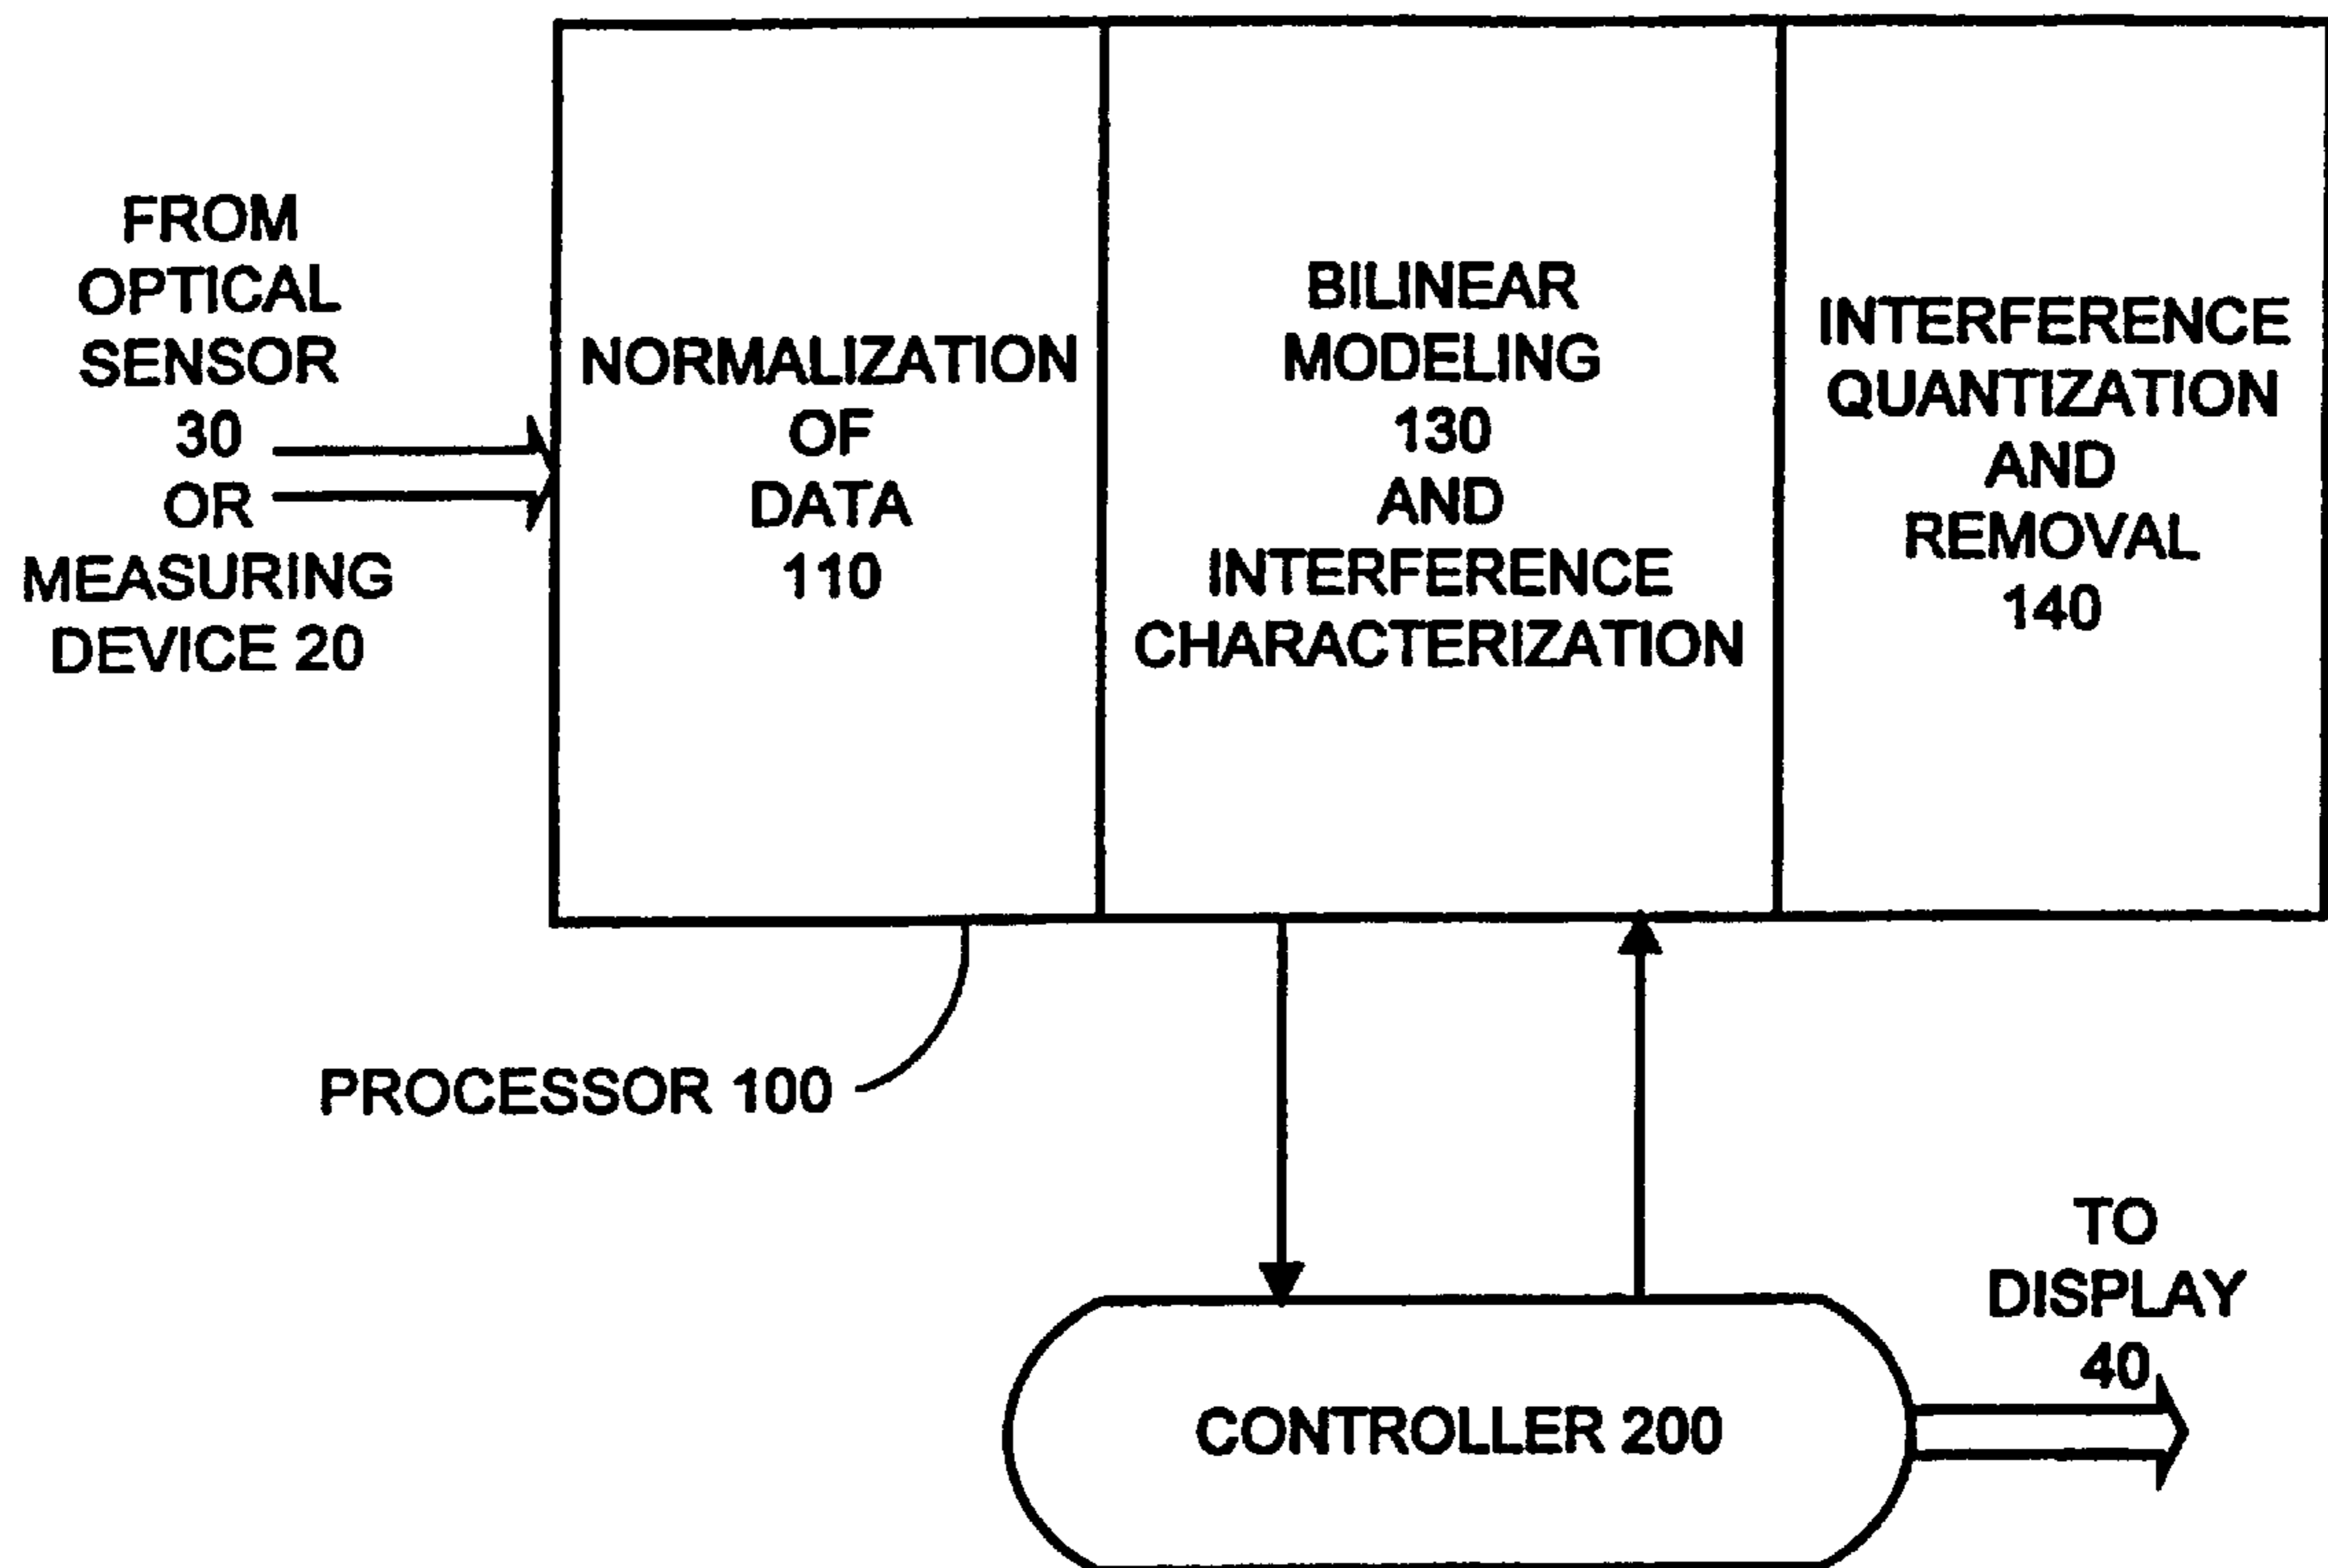 FROM
OPTICAL
SENSOR
30
OR
MEASURING
DEVICE 20
NORMALIZATION
OF
DATA
110
BILINEAR
MODELING
130
AND
INTERFERENCE
CHARACTERIZATION
INTERFERENCE
QUANTIZATION
AND
REMOVAL
140
PROCESSOR 100
CONTROLLER 200
TO
DISPLAY
40